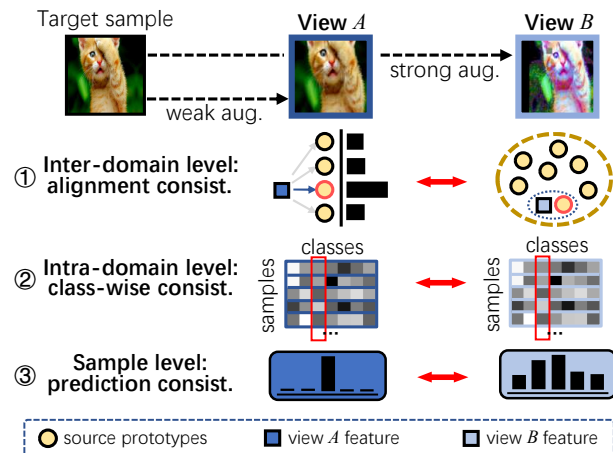 Target sample
View A
View B
weak aug.
strong aug.
① Inter-domain level:
alignment consist.
② Intra-domain level:
class-wise consist.
classes
samples
...
classes
samples
...
③ Sample level:
prediction consist.
source prototypes
view A feature
view B feature